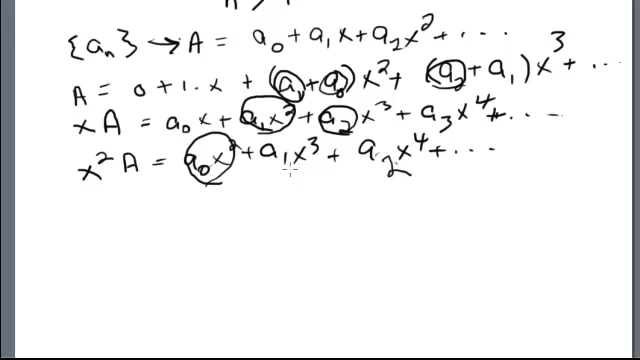 {aₙ} → A = a₀ + a₁x + a₂x² + ...
A = 0 + 1·x + (a₁ + a₀)x² + (a₂ + a₁)x³ + ...
xA = a₀x + a₁x² + a₂x³ + a₃x⁴ + ...
x²A = a₀x² + a₁x³ + a₂x⁴ + ...